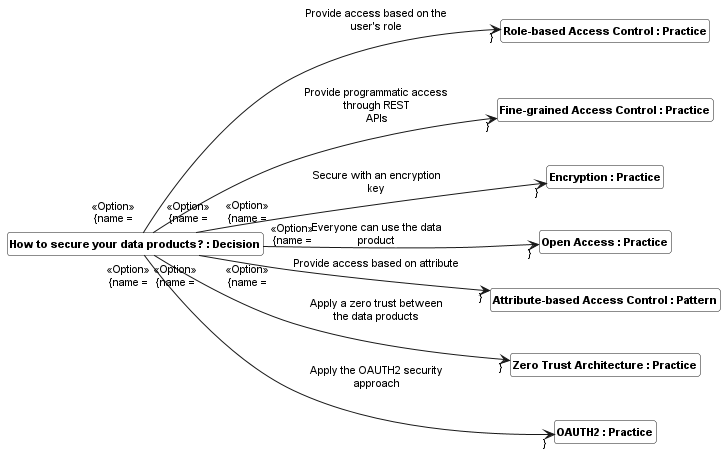 Provide access based on the
user's role
}
Role-based Access Control : Practice
Provide programmatic access
through REST
APIs
}
Fine-grained Access Control : Practice
Secure with an encryption
key
}
Encryption : Practice
«Option»
{name =
«Option»
{name =
«Option»
{name =
«Option»
{name =
Everyone can use the data
product
}
Open Access : Practice
How to secure your data products? : Decision
Provide access based on attribute
«Option»
{name =
«Option»
{name =
«Option»
{name =
}
Attribute-based Access Control : Pattern
Apply a zero trust between
the data products
}
Zero Trust Architecture : Practice
Apply the OAUTH2 security
approach
}
OAUTH2 : Practice